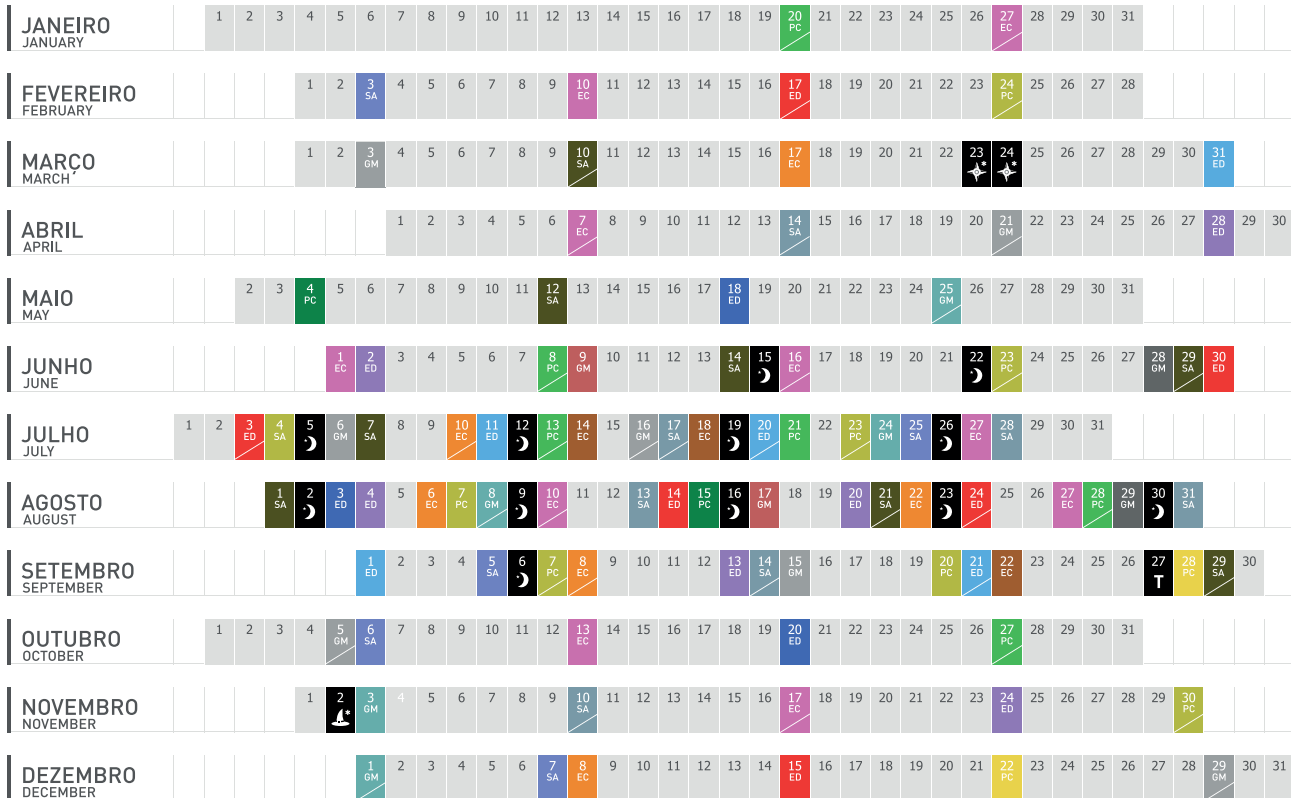 1 2 3 4 5 6 7 8 9 10 11 12 13 14 15 16 17 18 19 20 21 22 23 24 25 26 27 28 29 30 31
JANEIRO PC EC
JANUARY
1 2 3 4 5 6 7 8 9 10 11 12 13 14 15 16 17 18 19 20 21 22 23 24 25 26 27 28
FEVEREIRO SA EC ED PC
FEBRUARY
1 2 3 4 5 6 7 8 9 10 11 12 13 14 15 16 17 18 19 20 21 22 23 24 25 26 27 28 29 30 31
MARÇO GM SA EC * * ED
MARCH
1 2 3 4 5 6 7 8 9 10 11 12 13 14 15 16 17 18 19 20 21 22 23 24 25 26 27 28 29 30
ABRIL EC SA GM ED
APRIL
2 3 4 5 6 7 8 9 10 11 12 13 14 15 16 17 18 19 20 21 22 23 24 25 26 27 28 29 30 31
MAIO PC SA ED GM
MAY
1 2 3 4 5 6 7 8 9 10 11 12 13 14 15 16 17 18 19 20 21 22 23 24 25 26 27 28 29 30
JUNHO EC ED PC GM SA EC PC GM SA ED
JUNE
1 2 3 4 5 6 7 8 9 10 11 12 13 14 15 16 17 18 19 20 21 22 23 24 25 26 27 28 29 30 31
JULHO ED SA GM SA EC ED PC EC GM SA EC ED PC PC GM SA EC SA
JULY
1 2 3 4 5 6 7 8 9 10 11 12 13 14 15 16 17 18 19 20 21 22 23 24 25 26 27 28 29 30 31
AGOSTO SA ED ED EC PC GM EC SA ED PC GM ED SA EC ED EC PC GM SA
AUGUST
1 2 3 4 5 6 7 8 9 10 11 12 13 14 15 16 17 18 19 20 21 22 23 24 25 26 27 28 29 30
SETEMBRO ED SA PC EC ED SA GM PC ED EC T PC SA
SEPTEMBER
1 2 3 4 5 6 7 8 9 10 11 12 13 14 15 16 17 18 19 20 21 22 23 24 25 26 27 28 29 30 31
OUTUBRO GM SA EC ED PC
OCTOBER
1 2 3 4 5 6 7 8 9 10 11 12 13 14 15 16 17 18 19 20 21 22 23 24 25 26 27 28 29 30
NOVEMBRO * GM SA EC ED PC
NOVEMBER
1 2 3 4 5 6 7 8 9 10 11 12 13 14 15 16 17 18 19 20 21 22 23 24 25 26 27 28 29 30 31
DEZEMBRO GM SA EC ED PC GM
DECEMBER